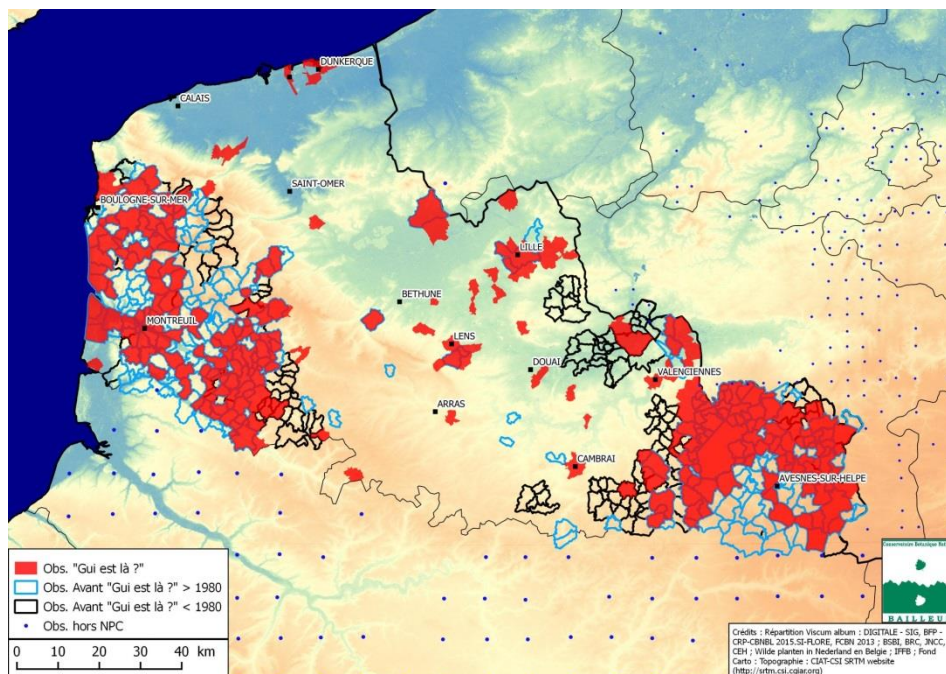 DUNKERQUE
CALAIS
SAINT-OMER
BOULOGNE-SUR-MER
LILLE
BETHUNE
MONTREUIL
LENS
DOUAI
VALENCIENNES
ARRAS
CAMBRAI
AVESNES-SUR-HELPE
Obs. "Gui est là ?"
Obs. Avant "Gui est là ?" > 1980
Obs. Avant "Gui est là ?" < 1980
Obs. hors NPC
0 10 20 30 40 km
BAILLEUL
Crédits : Répartition Viscum album : DIGITALE - SIG, BFP -
CRP-CBNBL 2015.SI-FLORE, FCBN 2013 ; BSBI, BRC, JNCC,
CEH ; Wilde planten in Nederland en Belgie ; IFFB ; Fond
Carto : Topographie : CIAT-CSI SRTM website
(http://srtm.csi.cgiar.org)